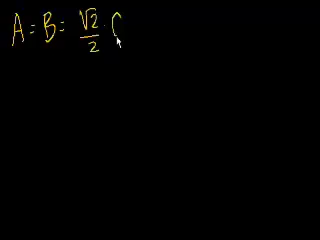 A = B = √2/2 · C